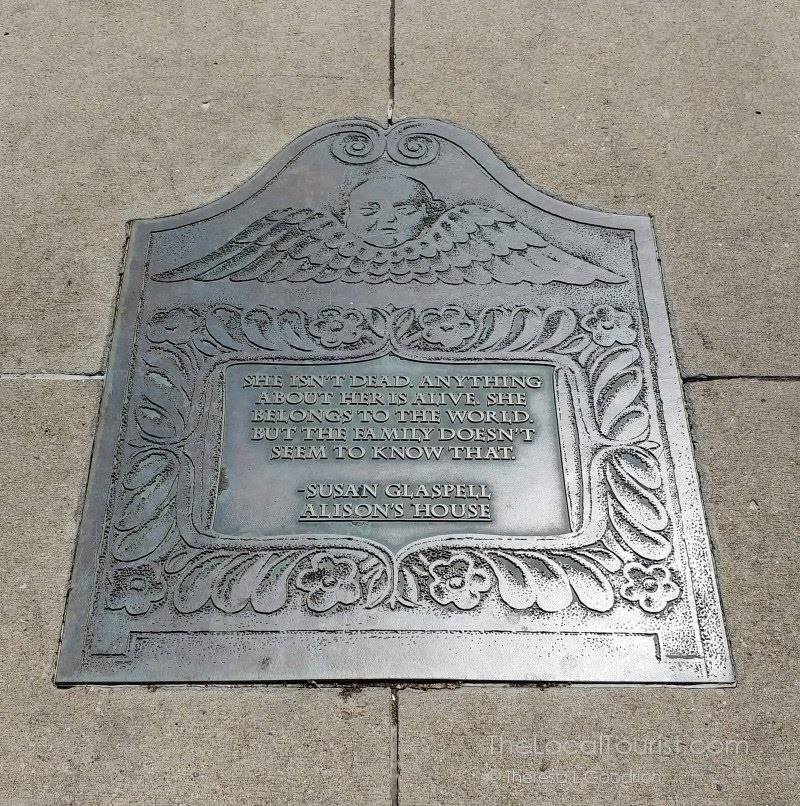 SHE ISN'T DEAD. ANYTHING
ABOUT HER IS ALIVE. SHE
BELONGS TO THE WORLD.
BUT THE FAMILY DOESN'T
SEEM TO KNOW THAT.
-SUSAN GLASPELL,
ALISON'S HOUSE
TheLocalTourist.com
© Theresa L Goodrich